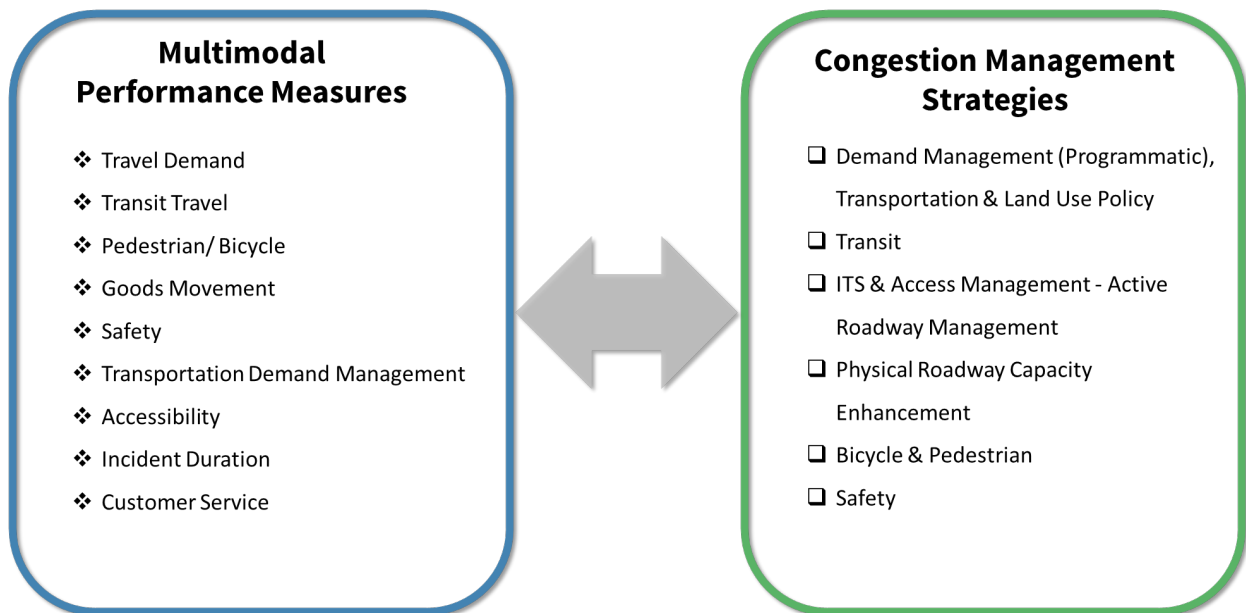 Multimodal
Performance Measures
❖ Travel Demand
❖ Transit Travel
❖ Pedestrian/ Bicycle
❖ Goods Movement
❖ Safety
❖ Transportation Demand Management
❖ Accessibility
❖ Incident Duration
❖ Customer Service
Congestion Management
Strategies
❑ Demand Management (Programmatic),
Transportation & Land Use Policy
❑ Transit
❑ ITS & Access Management - Active
Roadway Management
❑ Physical Roadway Capacity
Enhancement
❑ Bicycle & Pedestrian
❑ Safety